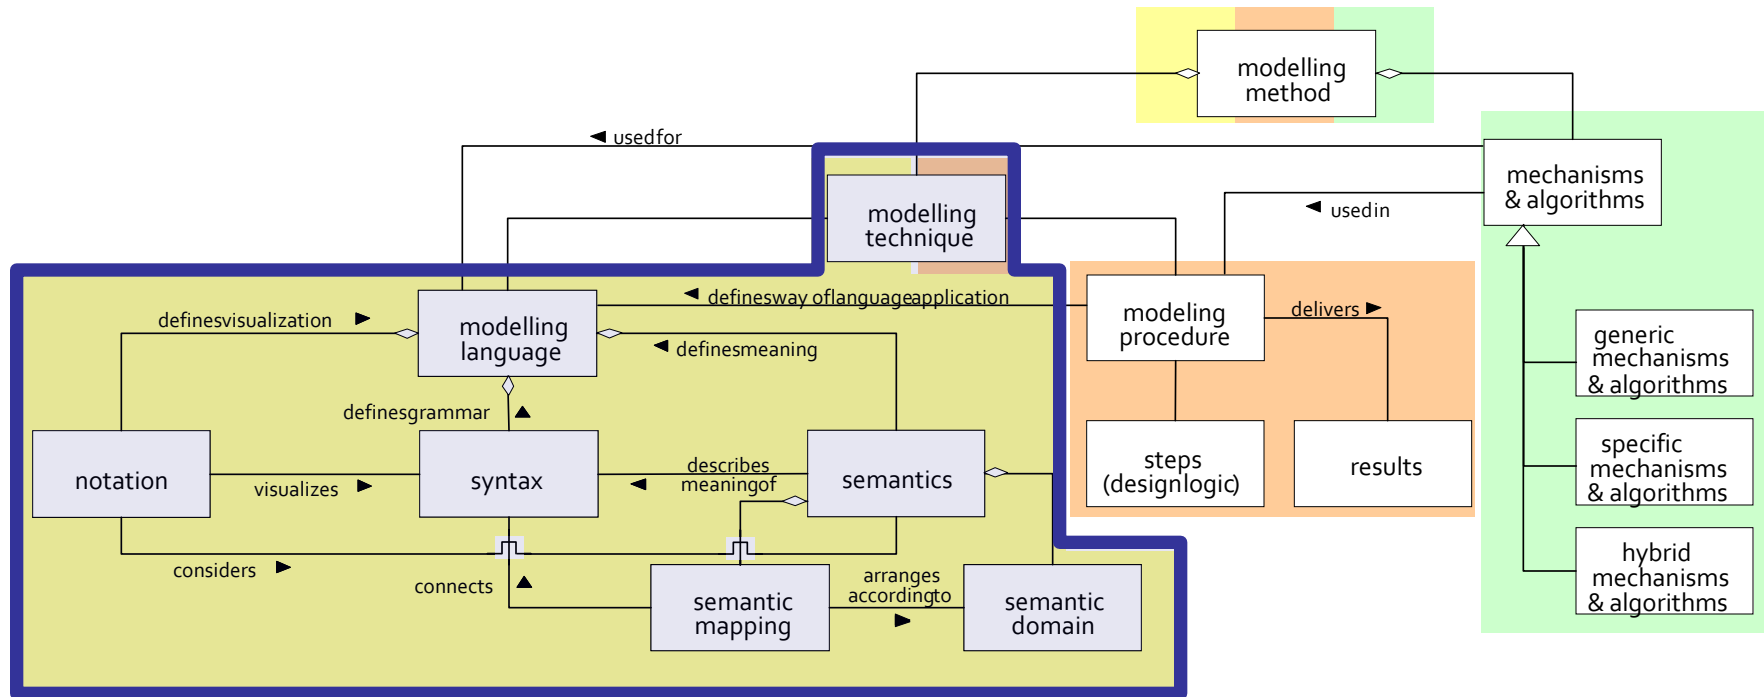 modelling
method
◄ usedfor
mechanisms
& algorithms
modelling
technique
◄ usedin
◄ definesway oflanguageapplication
modeling
procedure
delivers ►
definesvisualization ►
modelling
language
◄ definesmeaning
generic
mechanisms
& algorithms
definesgrammar ▲
notation
visualizes ►
syntax
describes
meaningof
◄
semantics
steps
(designlogic)
results
specific
mechanisms
& algorithms
considers ►
connects ▲
semantic
mapping
arranges
accordingto
►
semantic
domain
hybrid
mechanisms
& algorithms